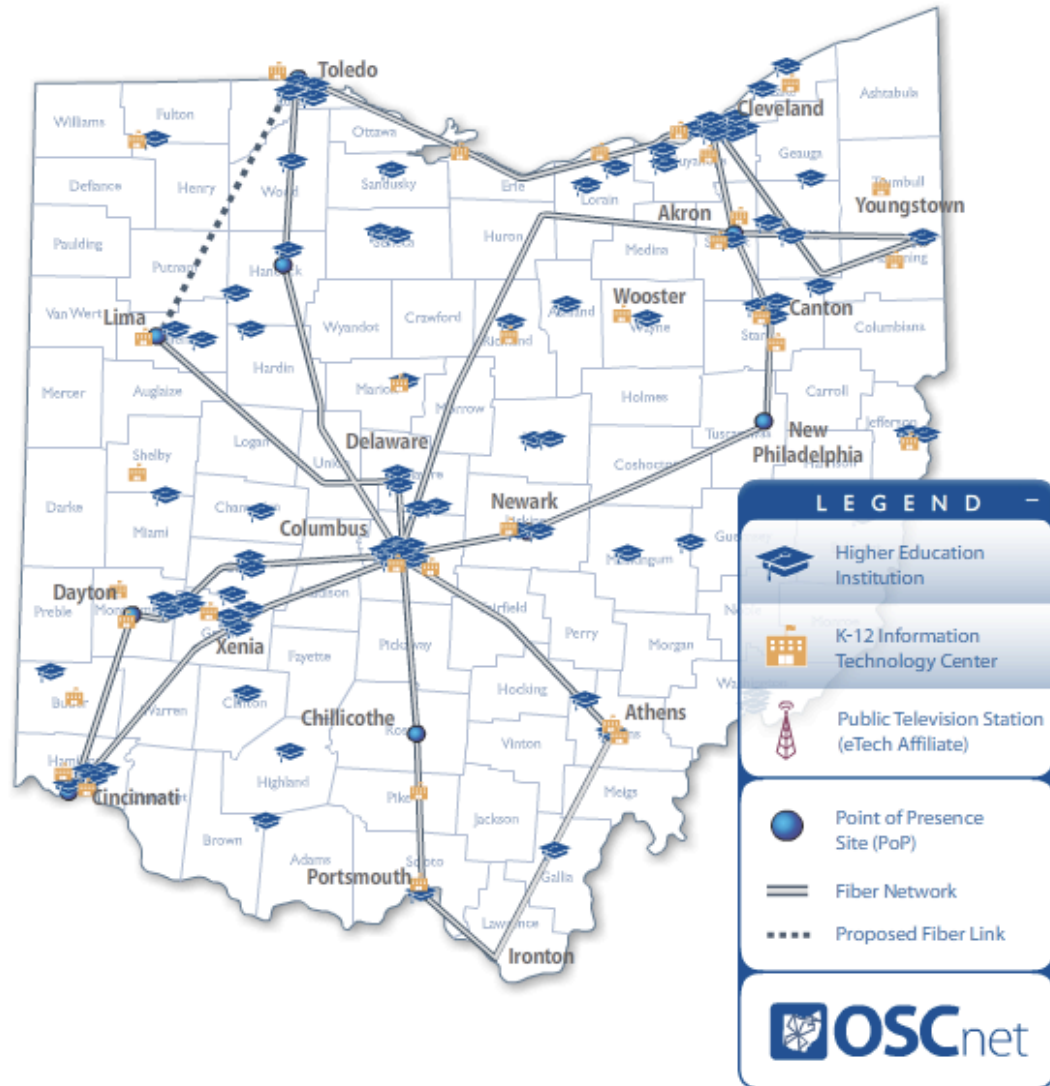 Toledo
Cleveland
Ashtabula
Williams
Fulton
Ottawa
Geauga
Defiance
Henry
Wood
Sandusky
Erie
Lorain
Trumbull
Youngstown
Akron
Paulding
Huron
Medina
Putnam
Hancock
Van Wert
Lima
Wyandot
Crawford
Richland
Wooster
Wayne
Canton
Stark
Columbiana
Hardin
Mercer
Auglaize
Marion
Morrow
Holmes
Carroll
Jefferson
Logan
Delaware
Tuscarawas
New
Philadelphia
Shelby
Union
Coshocton
Harrison
Darke
Newark
Columbus
Miami
Dayton
Preble
Fairfield
Perry
Morgan
Xenia
Pickaway
Fayette
Hocking
Butler
Warren
Clinton
Chillicothe
Athens
Ross
Vinton
Hamilton
Cincinnati
Highland
Pike
Meigs
Jackson
Brown
Adams
Scioto
Portsmouth
Gallia
Lawrence
Ironton
LEGEND –
Higher Education
Institution
K-12 Information
Technology Center
Public Television Station
(eTech Affiliate)
Point of Presence
Site (PoP)
Fiber Network
Proposed Fiber Link
OSCnet